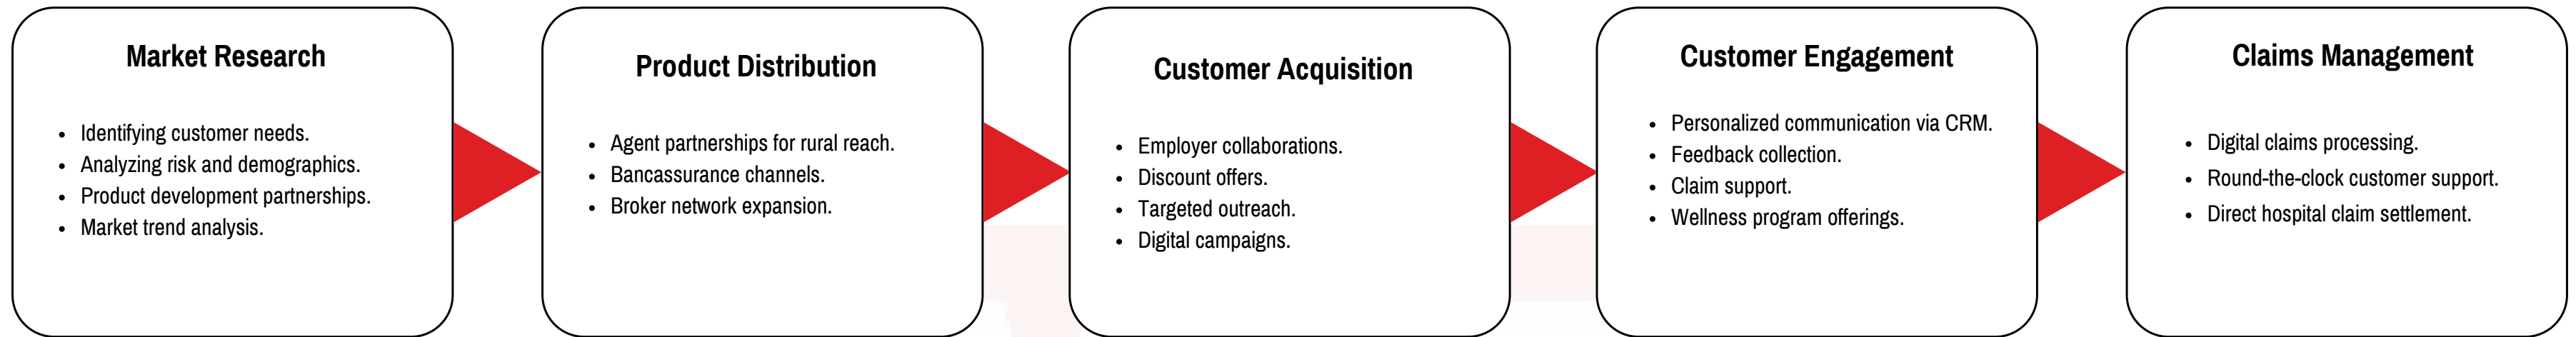 Market Research
• Identifying customer needs.
• Analyzing risk and demographics.
• Product development partnerships.
• Market trend analysis.
Product Distribution
• Agent partnerships for rural reach.
• Bancassurance channels.
• Broker network expansion.
Customer Acquisition
• Employer collaborations.
• Discount offers.
• Targeted outreach.
• Digital campaigns.
Customer Engagement
• Personalized communication via CRM.
• Feedback collection.
• Claim support.
• Wellness program offerings.
Claims Management
• Digital claims processing.
• Round-the-clock customer support.
• Direct hospital claim settlement.